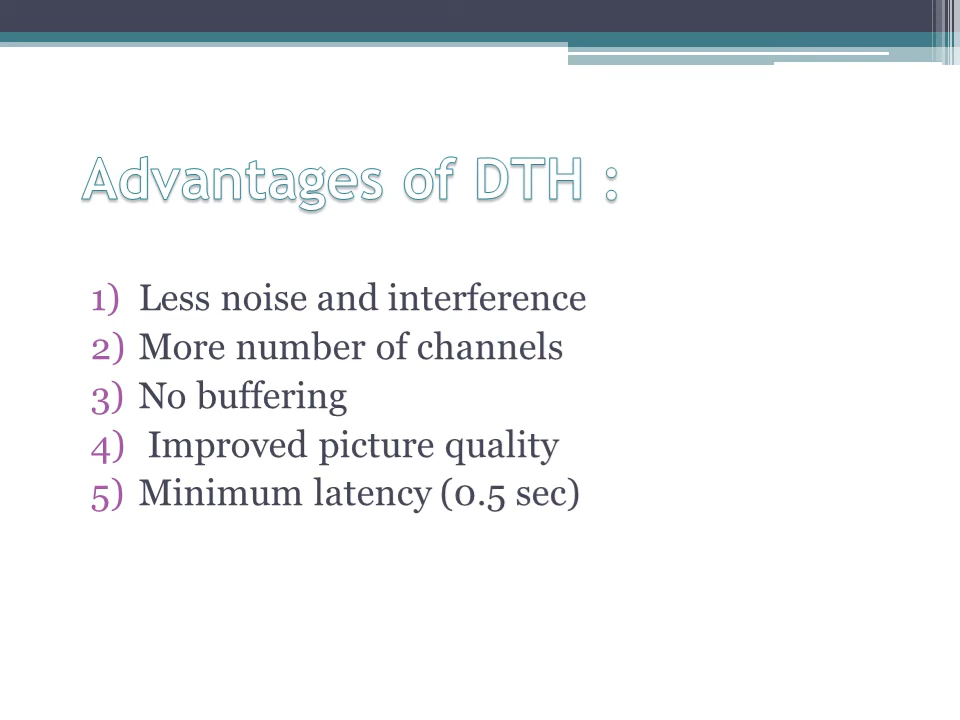 Advantages of DTH :
1) Less noise and interference
2) More number of channels
3) No buffering
4) Improved picture quality
5) Minimum latency (0.5 sec)